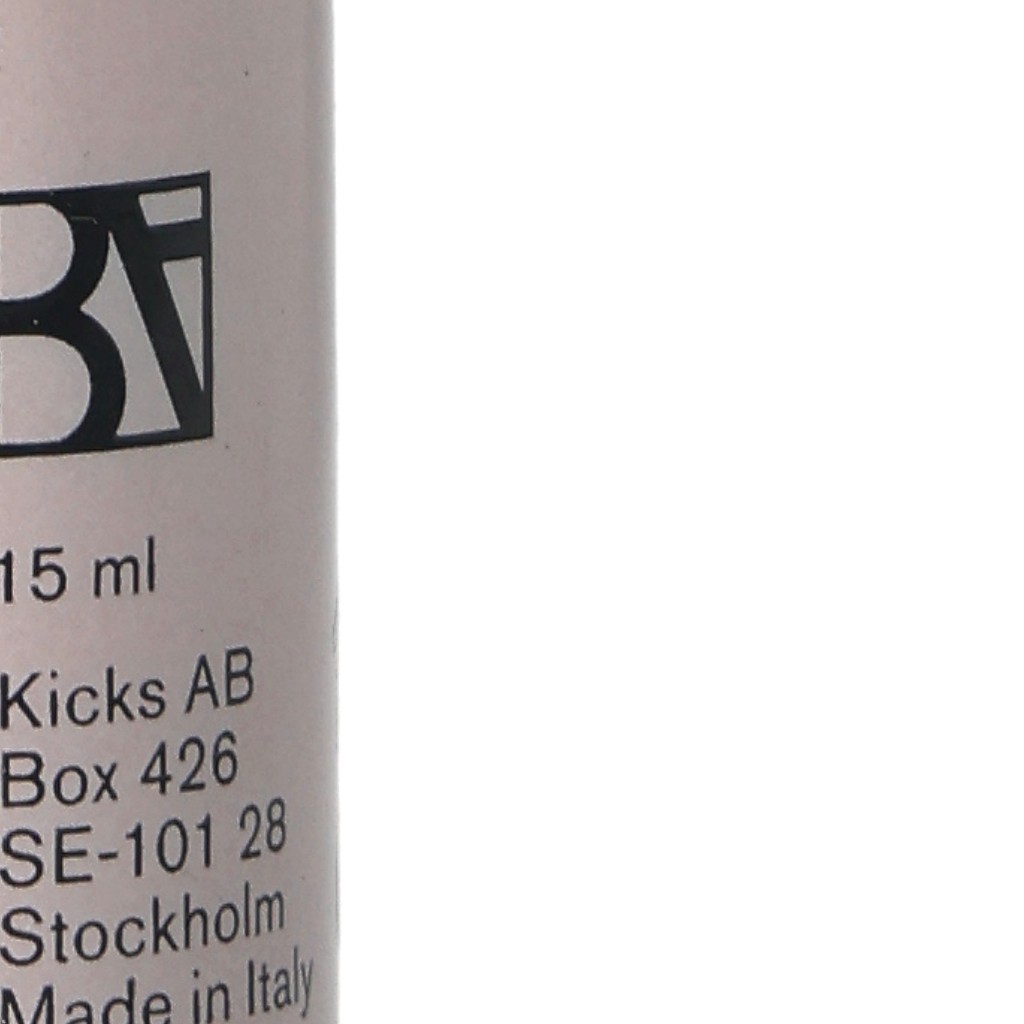 15 ml
Kicks AB
Box 426
SE-101 28
Stockholm
Made in Italy